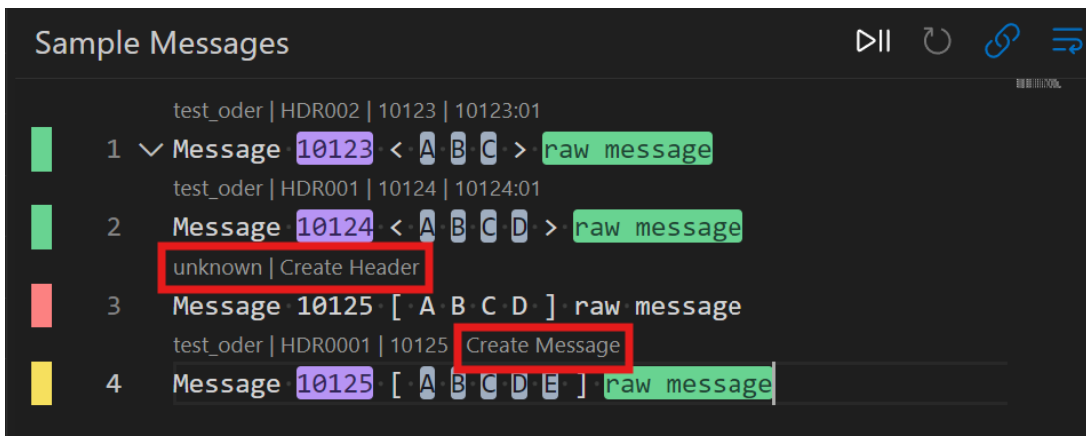 Sample Messages
test_oder | HDR002 | 10123 | 10123:01
1 Message 10123 < A B C > raw message
test_oder | HDR001 | 10124 | 10124:01
2 Message 10124 < A B C D > raw message
unknown | Create Header
3 Message 10125 [ A B C D ] raw message
test_oder | HDR0001 | 10125 | Create Message
4 Message 10125 [ A B C D E ] raw message